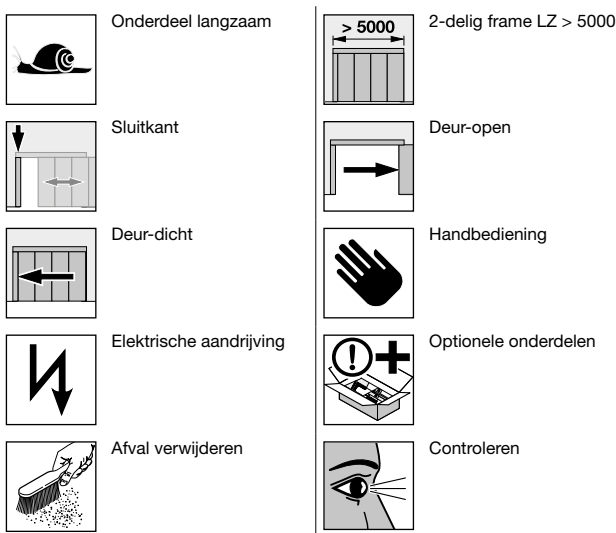 Onderdeel langzaam
Sluitkant
Deur-dicht
Elektrische aandrijving
Afval verwijderen
> 5000
2-delig frame LZ > 5000
Deur-open
Handbediening
Optionele onderdelen
Controleren